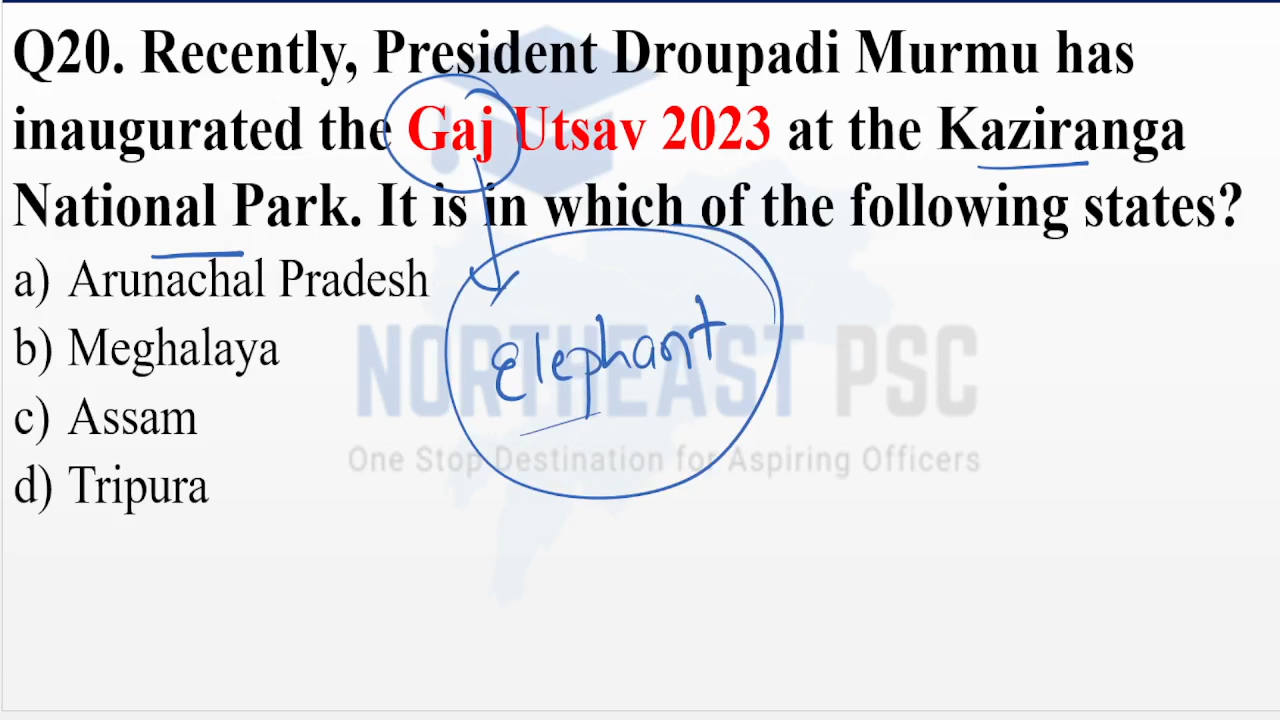 Q20. Recently, President Droupadi Murmu has
inaugurated the Gaj Utsav 2023 at the Kaziranga
National Park. It is in which of the following states?
a) Arunachal Pradesh
b) Meghalaya
c) Assam
d) Tripura
Elephant
NORTHEAST PSC
One Stop Destination for Aspiring Officers